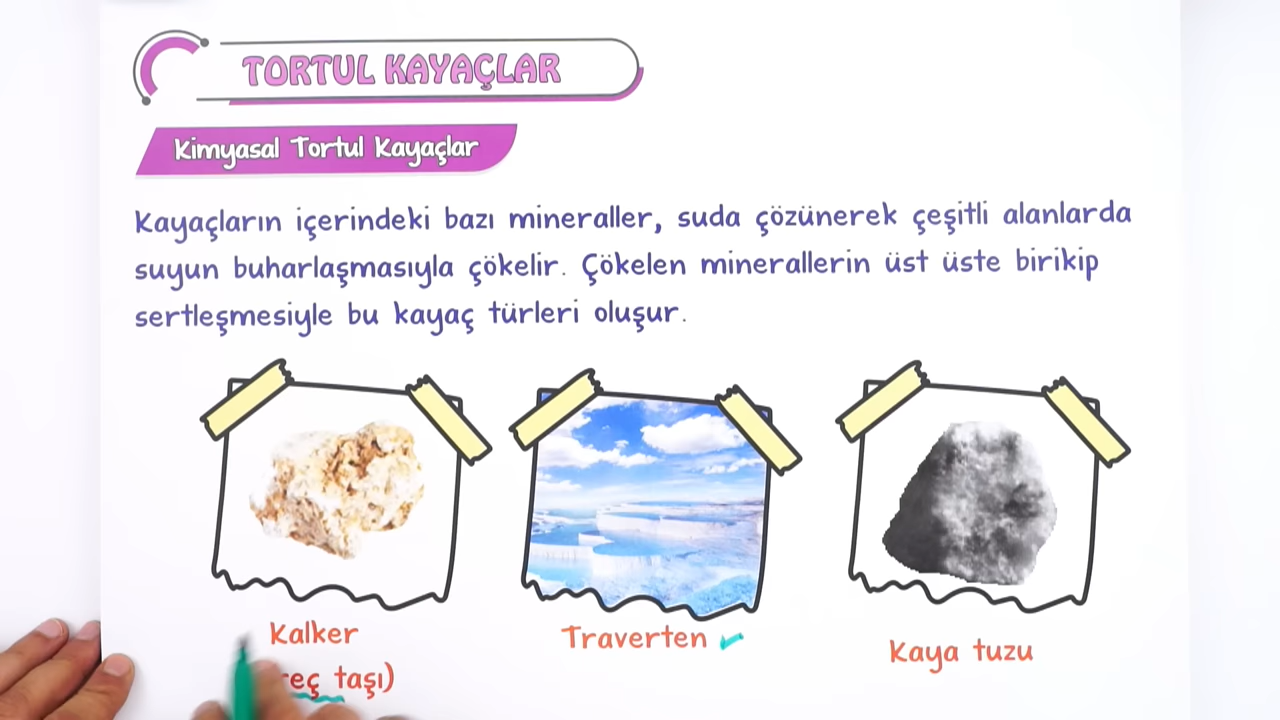 TORTUL KAYAÇLAR
Kimyasal Tortul Kayaçlar
Kayaçların içerindeki bazı mineraller, suda çözünerek çeşitli alanlarda
suyun buharlaşmasıyla çökelir. Çökelen minerallerin üst üste birikip
sertleşmesiyle bu kayaç türleri oluşur.
Kalker
taşı)
Traverten
Kaya tuzu